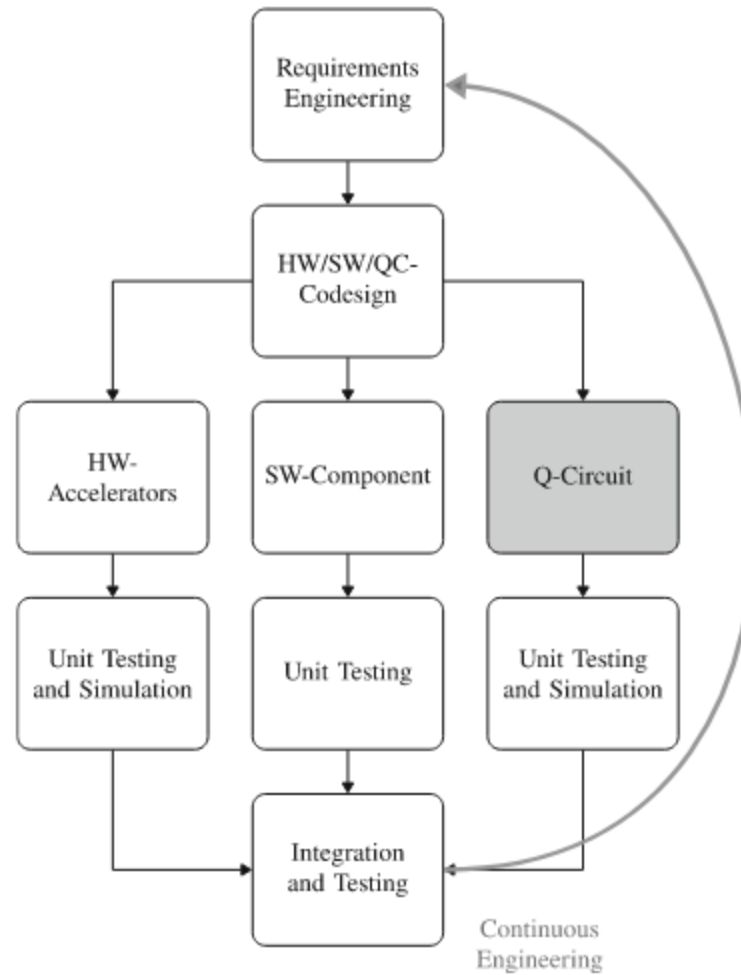 Requirements
Engineering
HW/SW/QC-
Codesign
HW-
Accelerators
SW-Component
Q-Circuit
Unit Testing
and Simulation
Unit Testing
Unit Testing
and Simulation
Integration
and Testing
Continuous
Engineering